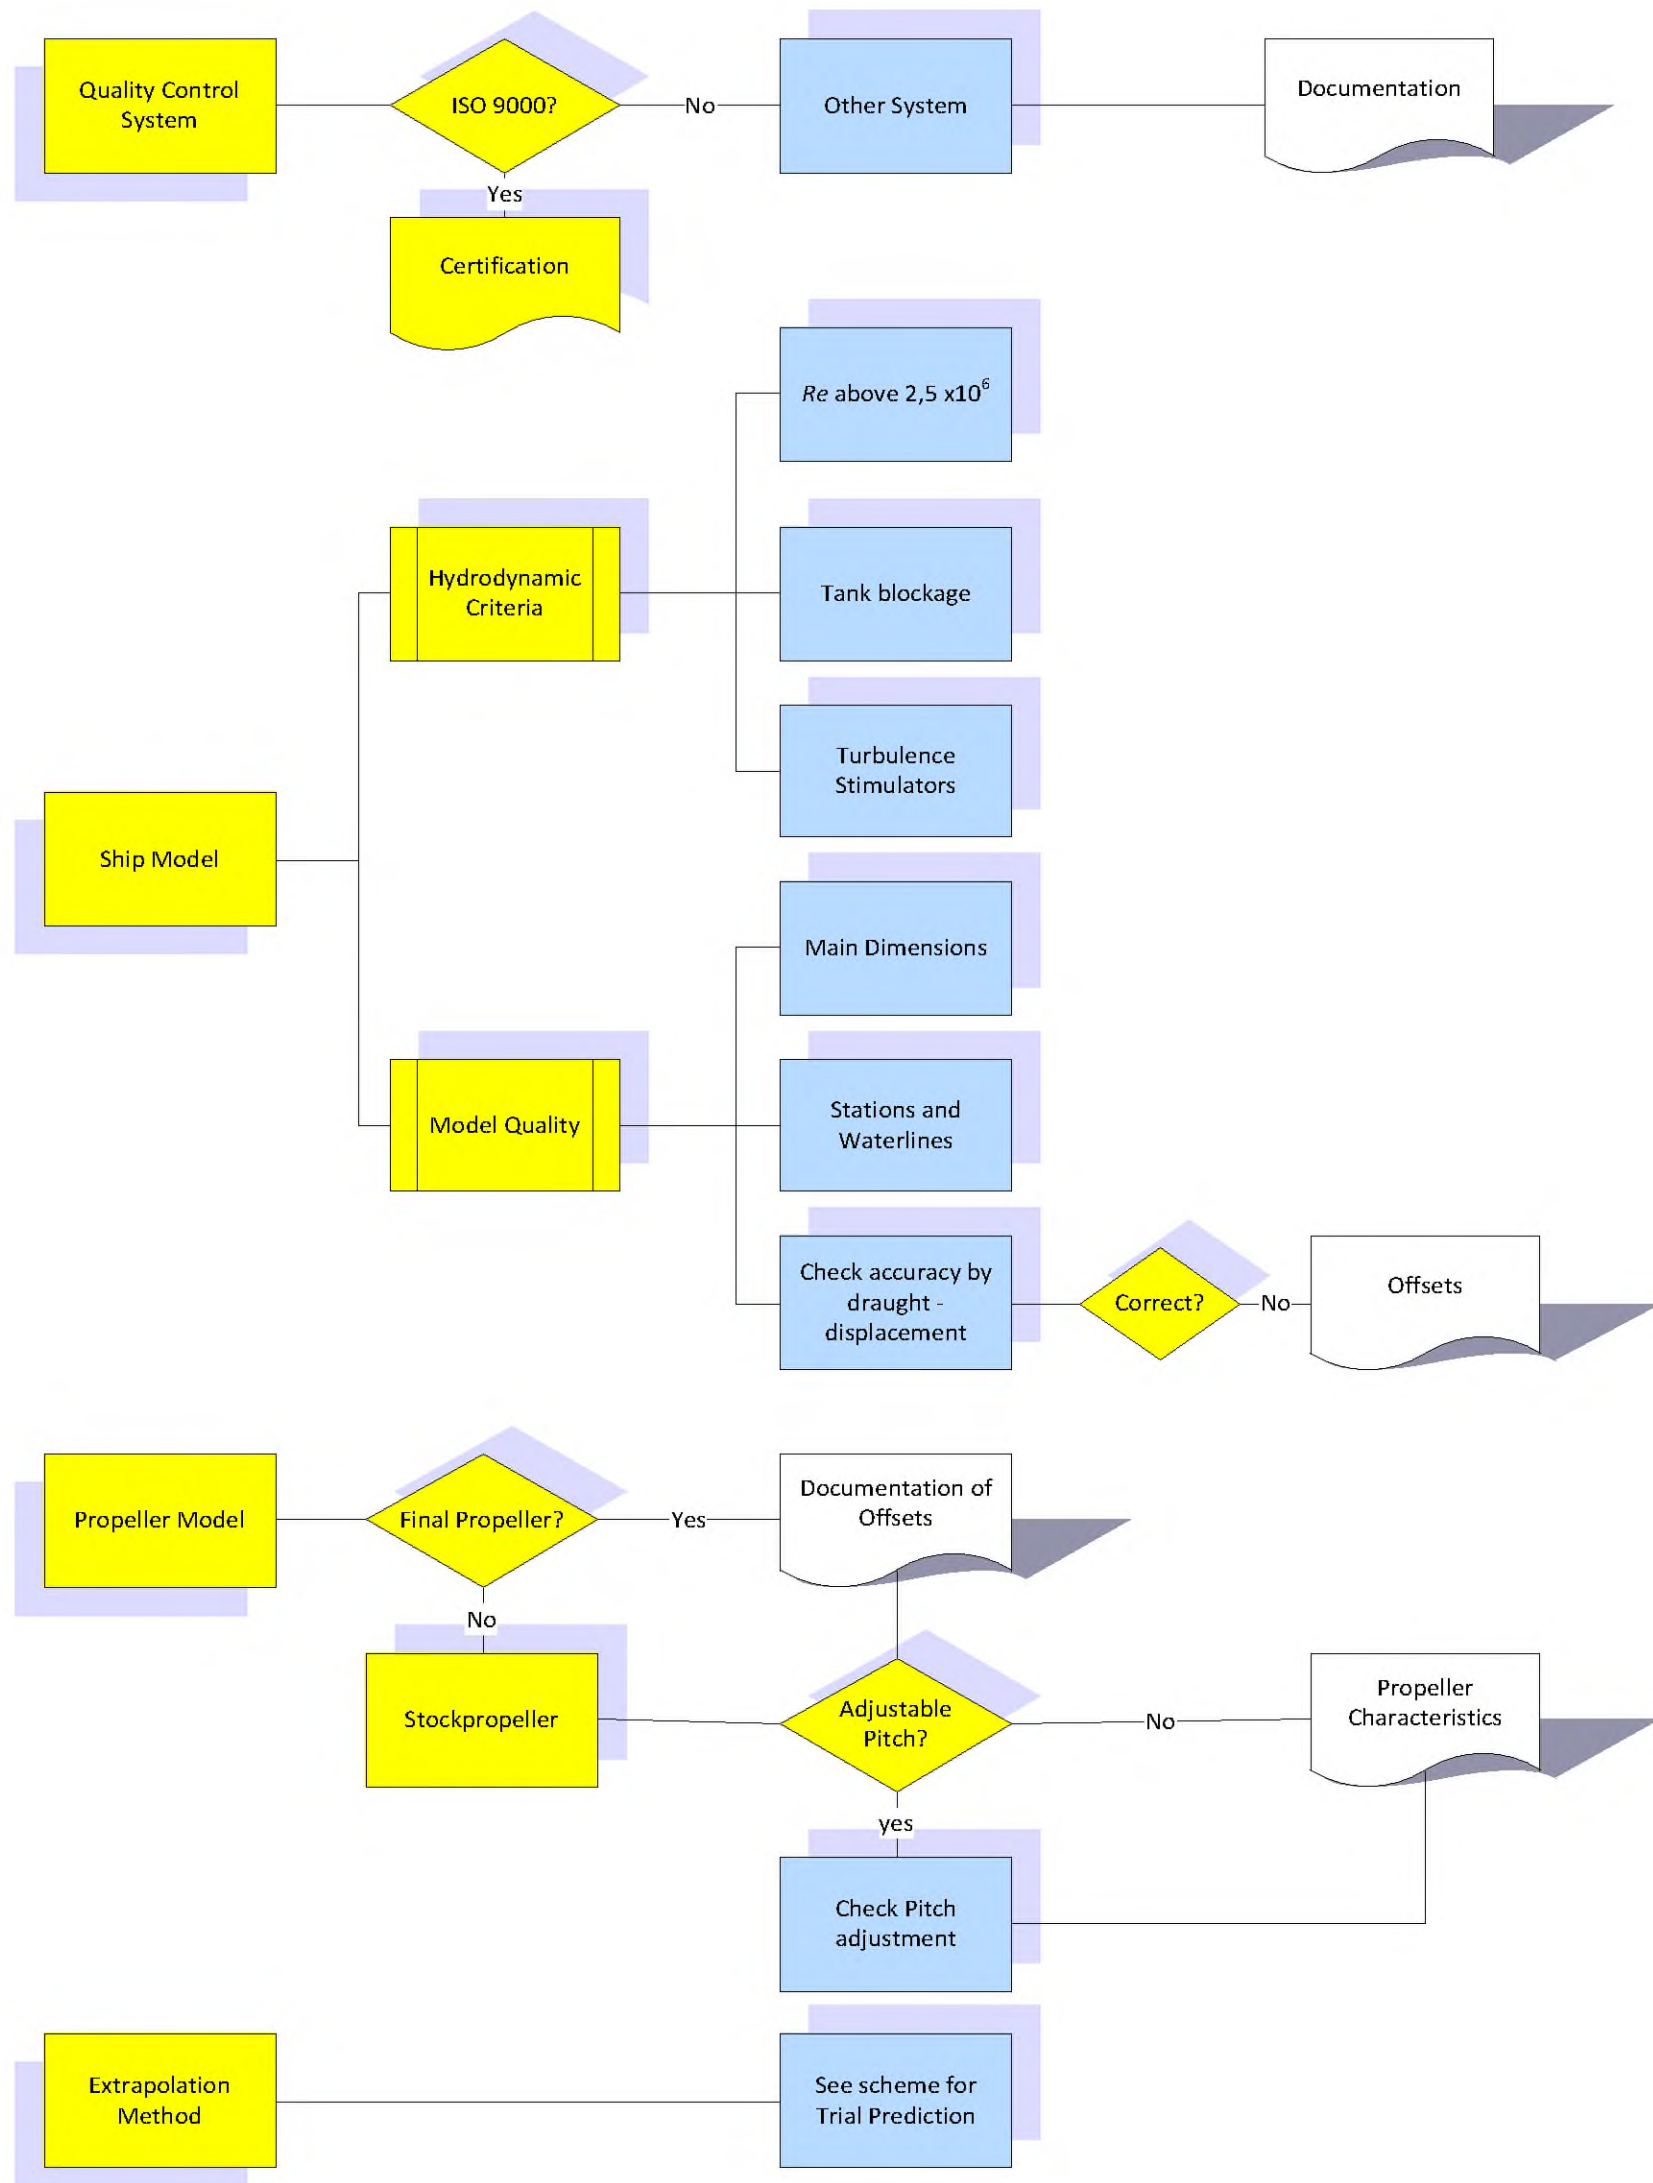 Quality Control
System
ISO 9000?
No
Other System
Documentation
Yes
Certification
Re above 2,5 x10⁶
Hydrodynamic
Criteria
Tank blockage
Turbulence
Stimulators
Ship Model
Main Dimensions
Model Quality
Stations and
Waterlines
Check accuracy by
draught -
displacement
Correct?
No
Offsets
Propeller Model
Final Propeller?
Yes
Documentation of
Offsets
No
Stockpropeller
Adjustable
Pitch?
No
Propeller
Characteristics
yes
Check Pitch
adjustment
Extrapolation
Method
See scheme for
Trial Prediction